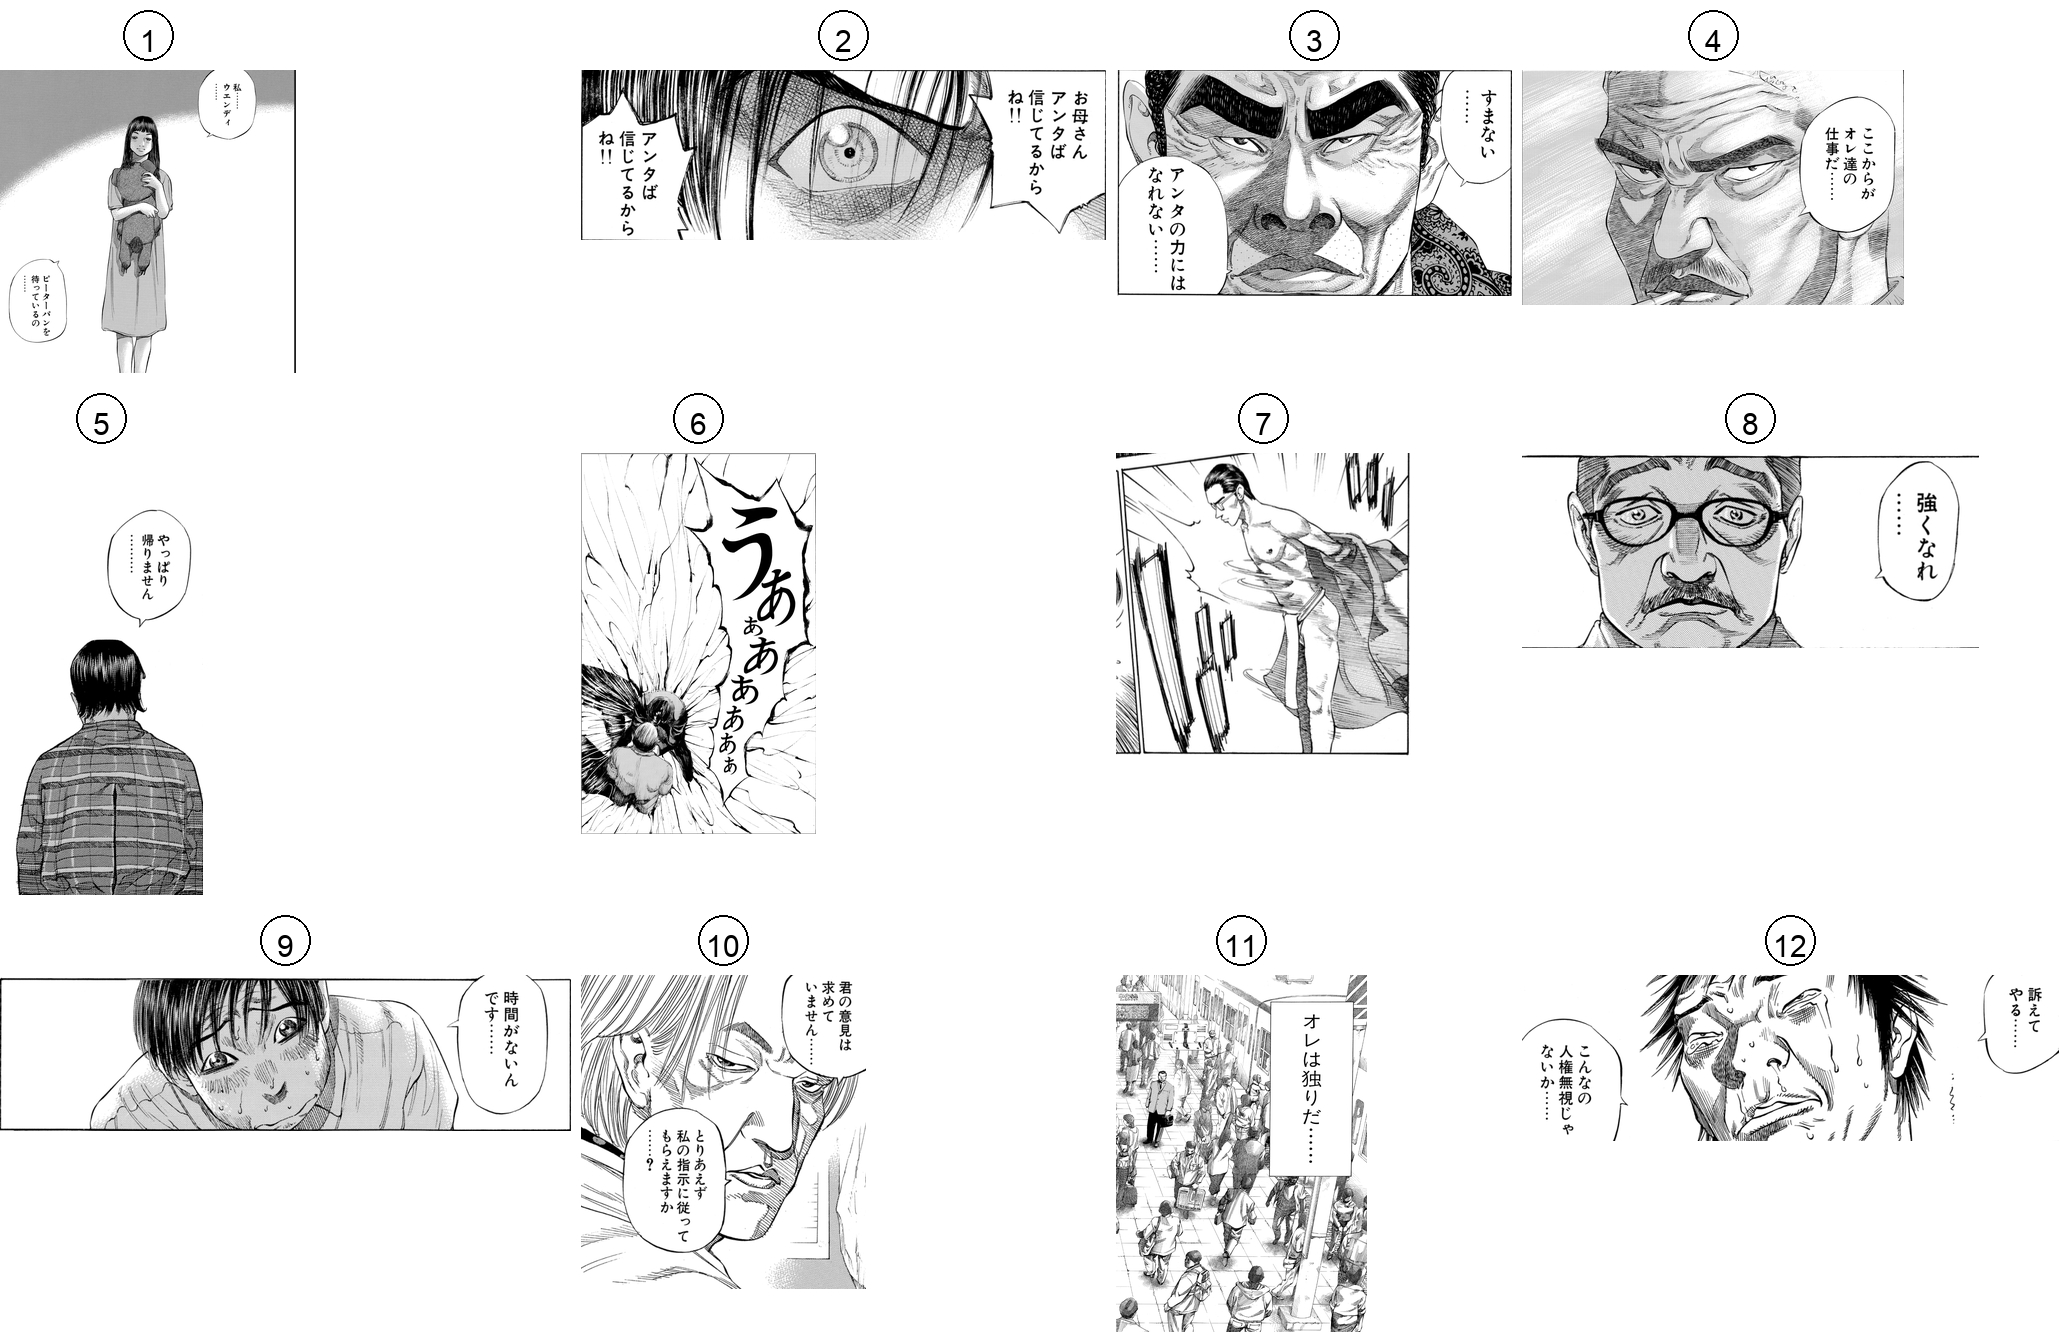 1
私……
ウエンディ
……
ピーターパンを
待っているの
……
2
お母さん
アンタば
信じてるから
ね!!
アンタば
信じてるから
ね!!
3
すまない
……
アンタの力には
なれない……
4
ここからが
オレ達の
仕事だ……
5
やっぱり
帰りません
………
6
うぁぁぁぁぁぁぁ
7
8
強くなれ
……
9
時間がないん
です……
10
君の意見は
求めて
いません……
とりあえず
私の指示に従って
もらえますか
……?
11
オレは独りだ……
12
訴えて
やる……
こんなの
人権無視じゃ
ないか……